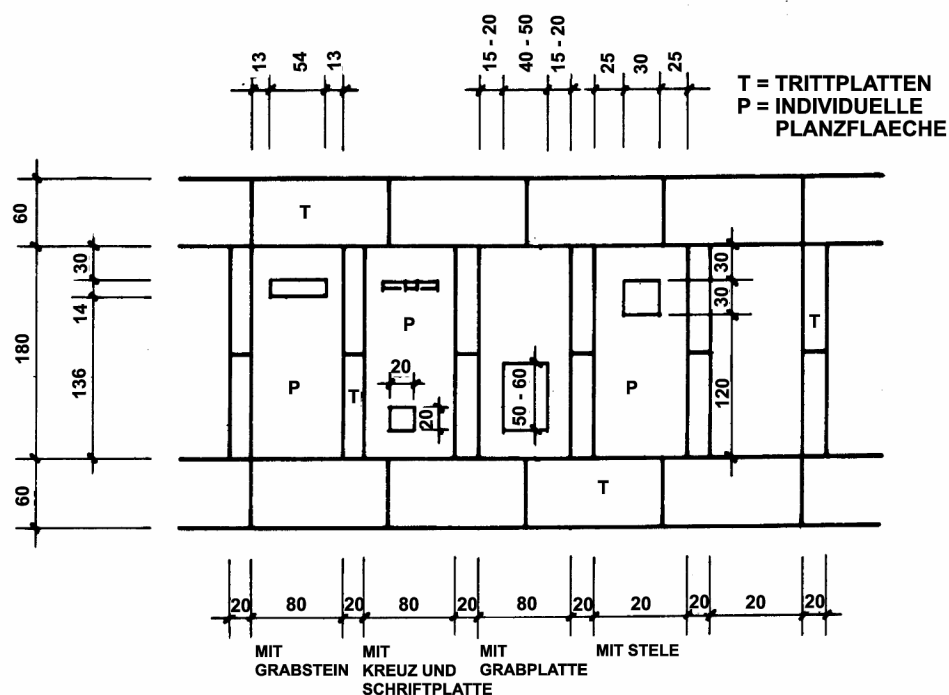 13 54 13
15 - 20 40 - 50 15 - 20
25 30 25
T = TRITTPLATTEN
P = INDIVIDUELLE
PLANZFLAECHE
60
180
60
30
14
136
T
P
T
P
20
20
50 - 60
P
30
30
120
T
T
20 80 20 80 20 80 20 20 20 20 20
MIT
GRABSTEIN
MIT
KREUZ UND
SCHRIFTPLATTE
MIT
GRABPLATTE
MIT STELE